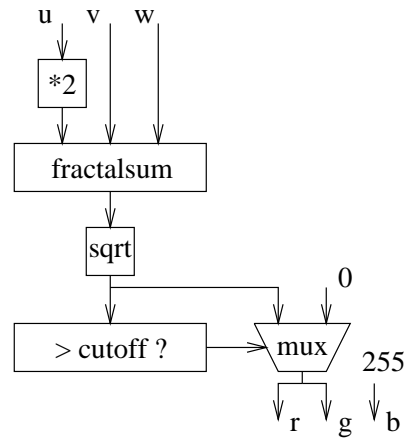 u v w
*2
fractalsum
sqrt
0
> cutoff ?
mux
255
r g b